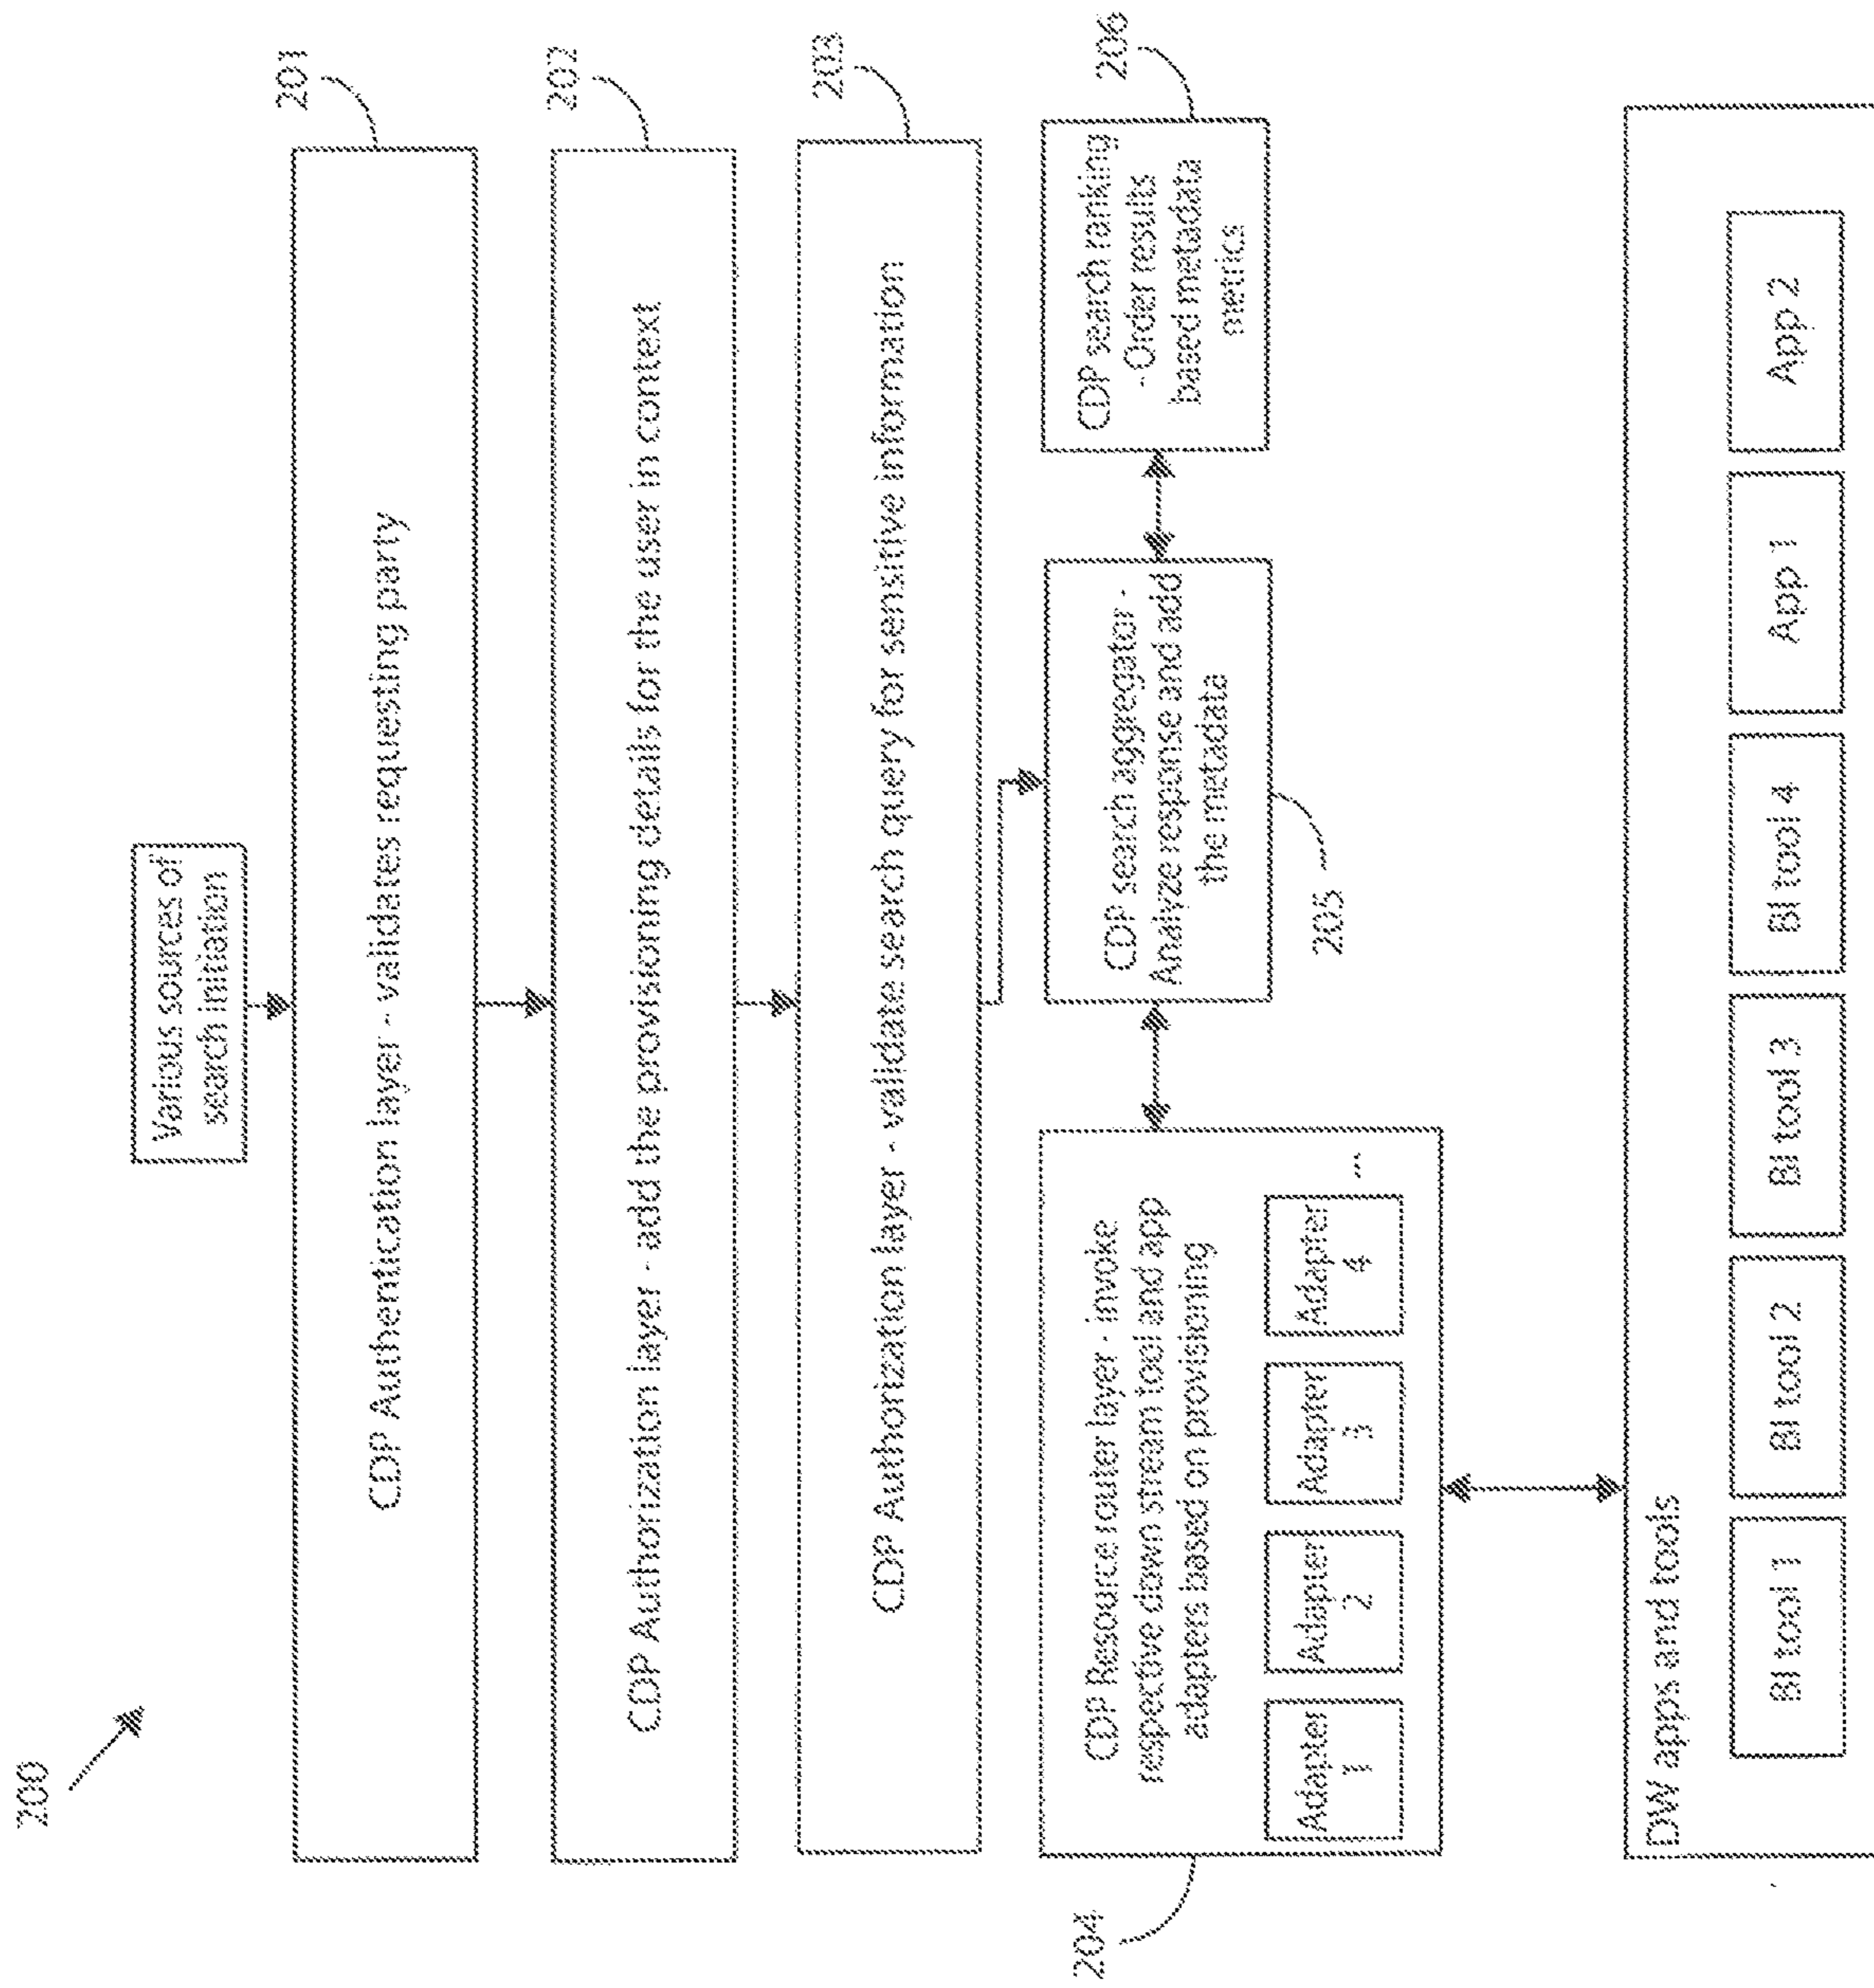 200
Various sources of
search initiation
201
CDP Authentication layer - validates requesting party
202
CDP Authorization layer - add the provisioning details for the user in context
203
CDP Authorization layer - validate search query for sensitive information
204
CDP Resource router layer - invoke
respective down stream tool and app
adapters based on provisioning
Adapter
1
Adapter
2
Adapter
3
Adapter
4
...
CDP search aggregator -
Analyze response and add
the metadata
205
CDP search ranking
- Order results
based metadata
metrics
206
DW apps and tools
BI tool 1
BI tool 2
BI tool 3
BI tool 4
App 1
App 2